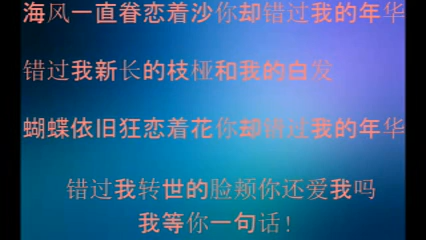 海风一直眷恋着沙你却错过我的年华
错过我新长的枝桠和我的白发
蝴蝶依旧狂恋着花你却错过我的年华
错过我转世的脸颊你还爱我吗
我等你一句话！